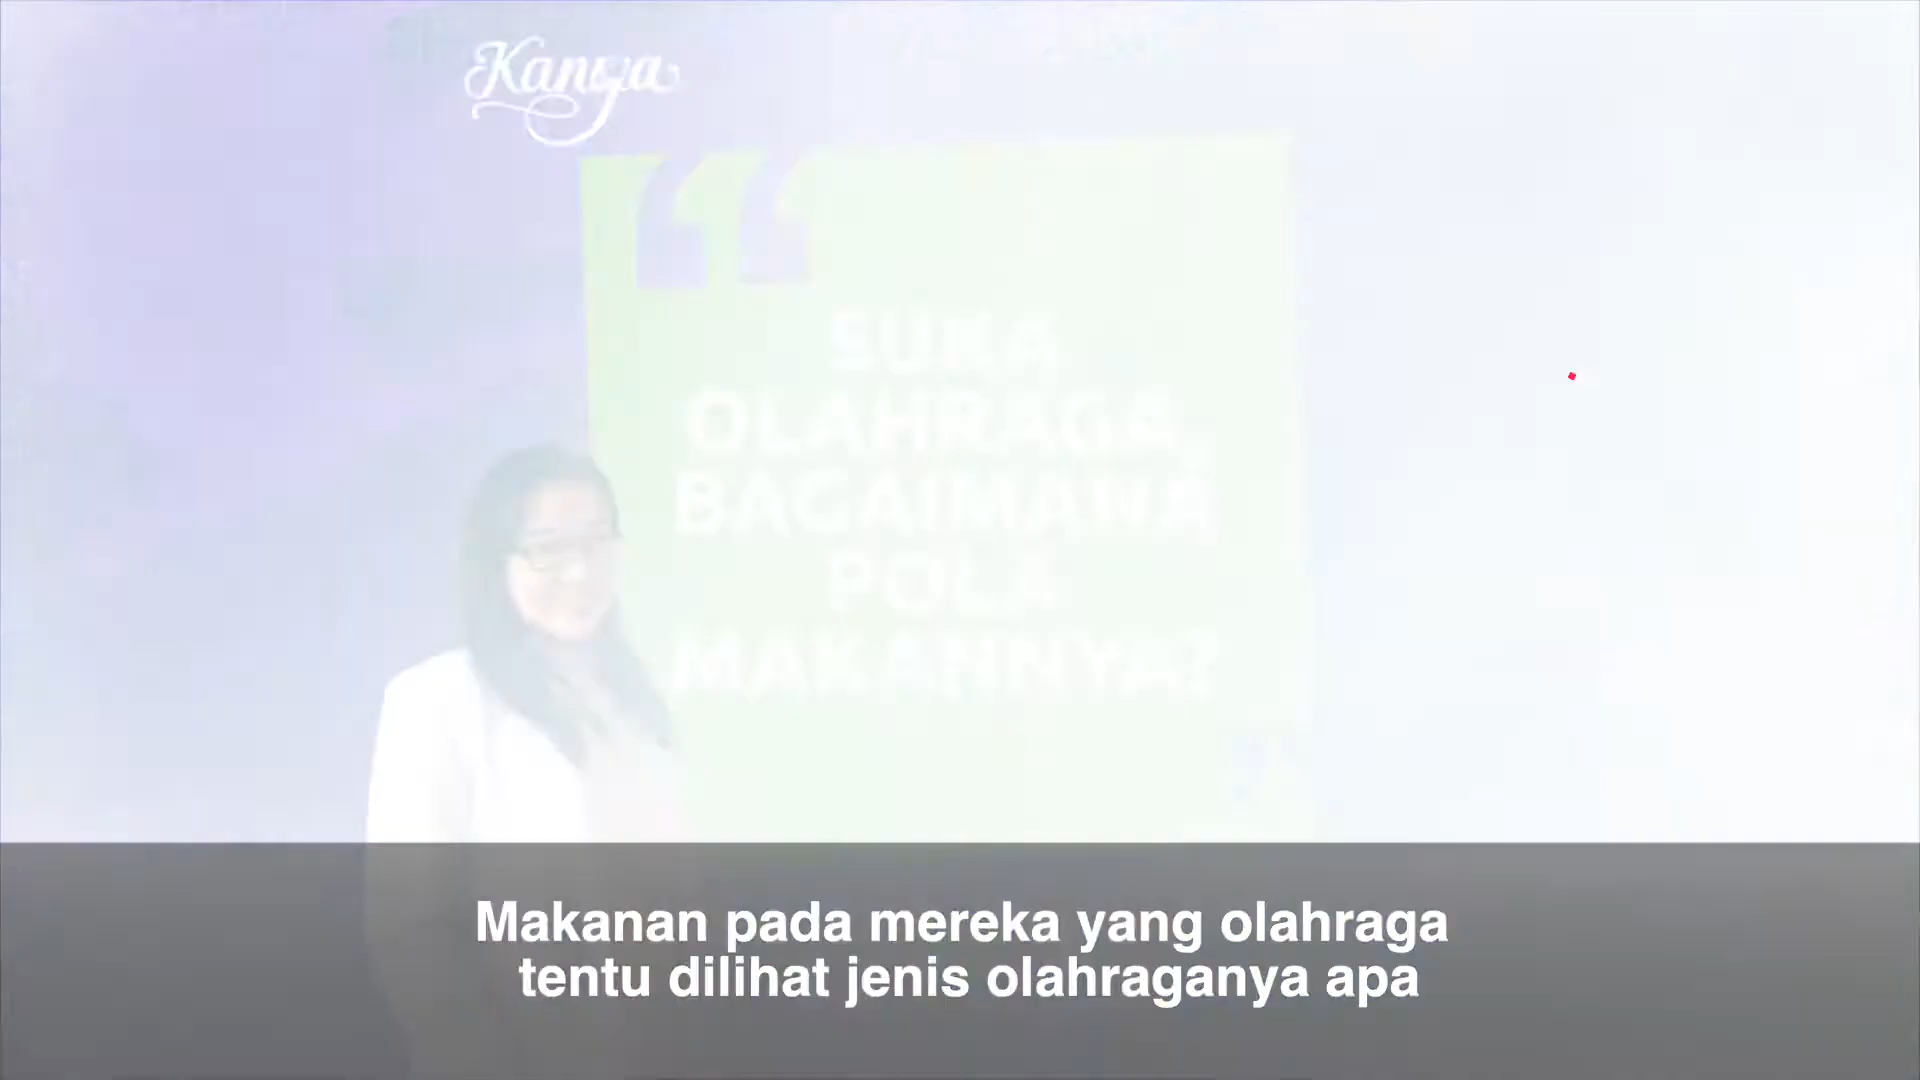 Kanya
“
SUKA
OLAHRAGA,
BAGAIMANA
POLA
MAKANNYA?
Makanan pada mereka yang olahraga
tentu dilihat jenis olahraganya apa